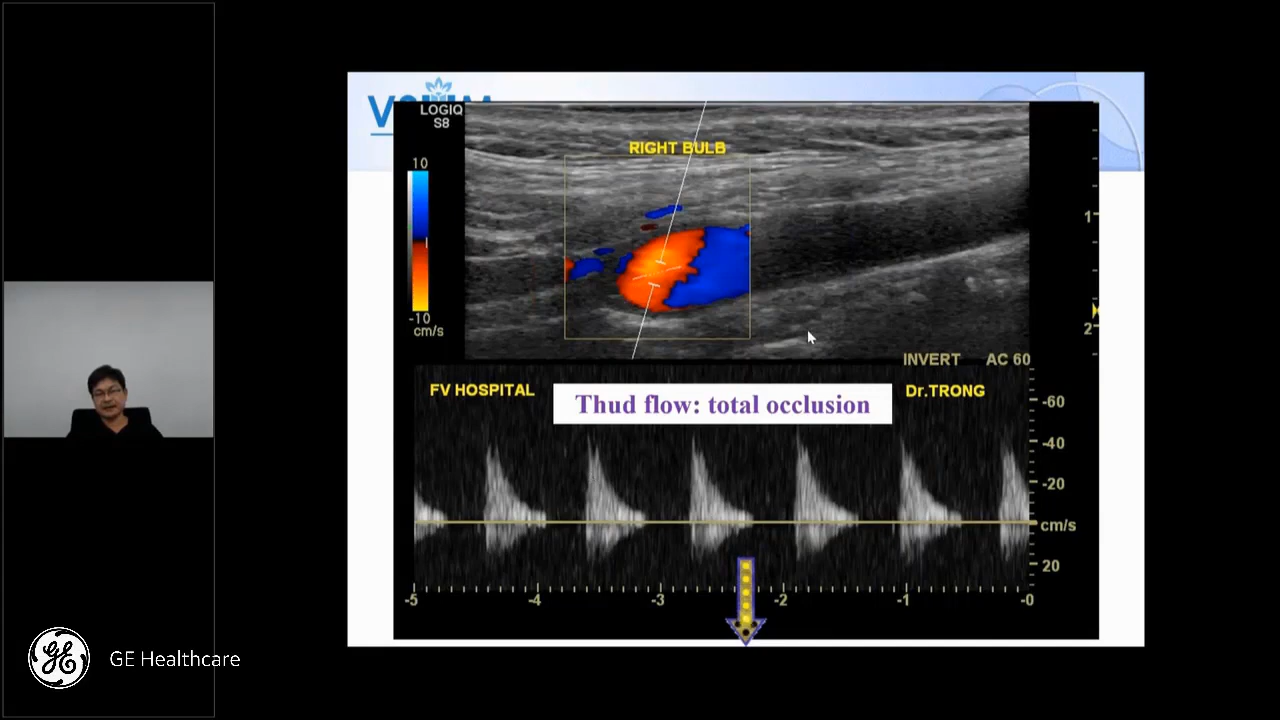 LOGIQ
S8
RIGHT BULB
10
-10
cm/s
1
2
INVERT AC 60
FV HOSPITAL
Thud flow: total occlusion
Dr.TRONG
-60
-40
-20
cm/s
20
-5 -4 -3 -2 -1 -0
GE Healthcare